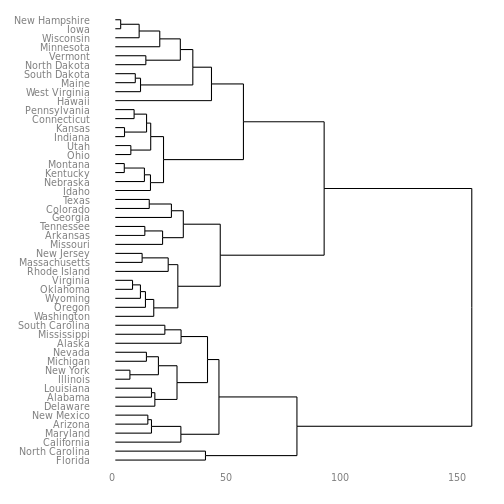 New Hampshire
Iowa
Wisconsin
Minnesota
Vermont
North Dakota
South Dakota
Maine
West Virginia
Hawaii
Pennsylvania
Connecticut
Kansas
Indiana
Utah
Ohio
Montana
Kentucky
Nebraska
Idaho
Texas
Colorado
Georgia
Tennessee
Arkansas
Missouri
New Jersey
Massachusetts
Rhode Island
Virginia
Oklahoma
Wyoming
Oregon
Washington
South Carolina
Mississippi
Alaska
Nevada
Michigan
New York
Illinois
Louisiana
Alabama
Delaware
New Mexico
Arizona
Maryland
California
North Carolina
Florida
0 50 100 150